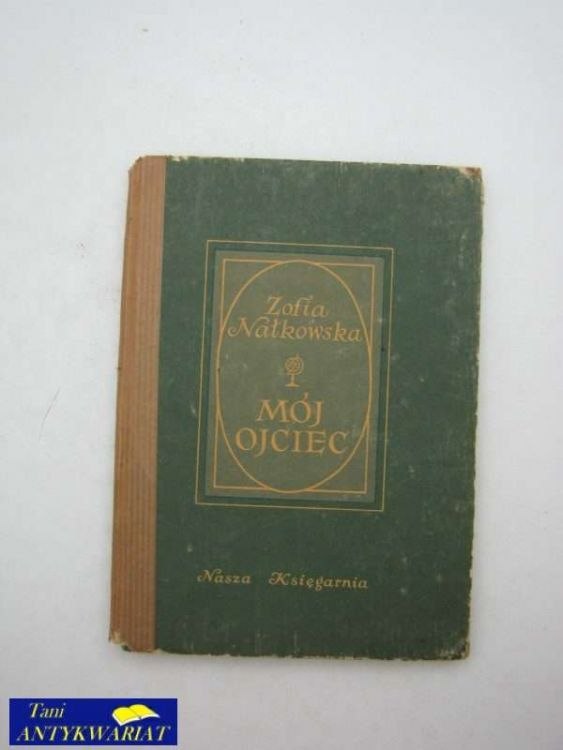 Zofia
Nałkowska
MÓJ
OJCIEC
Nasza Księgarnia
Tani
ANTYKWARIAT